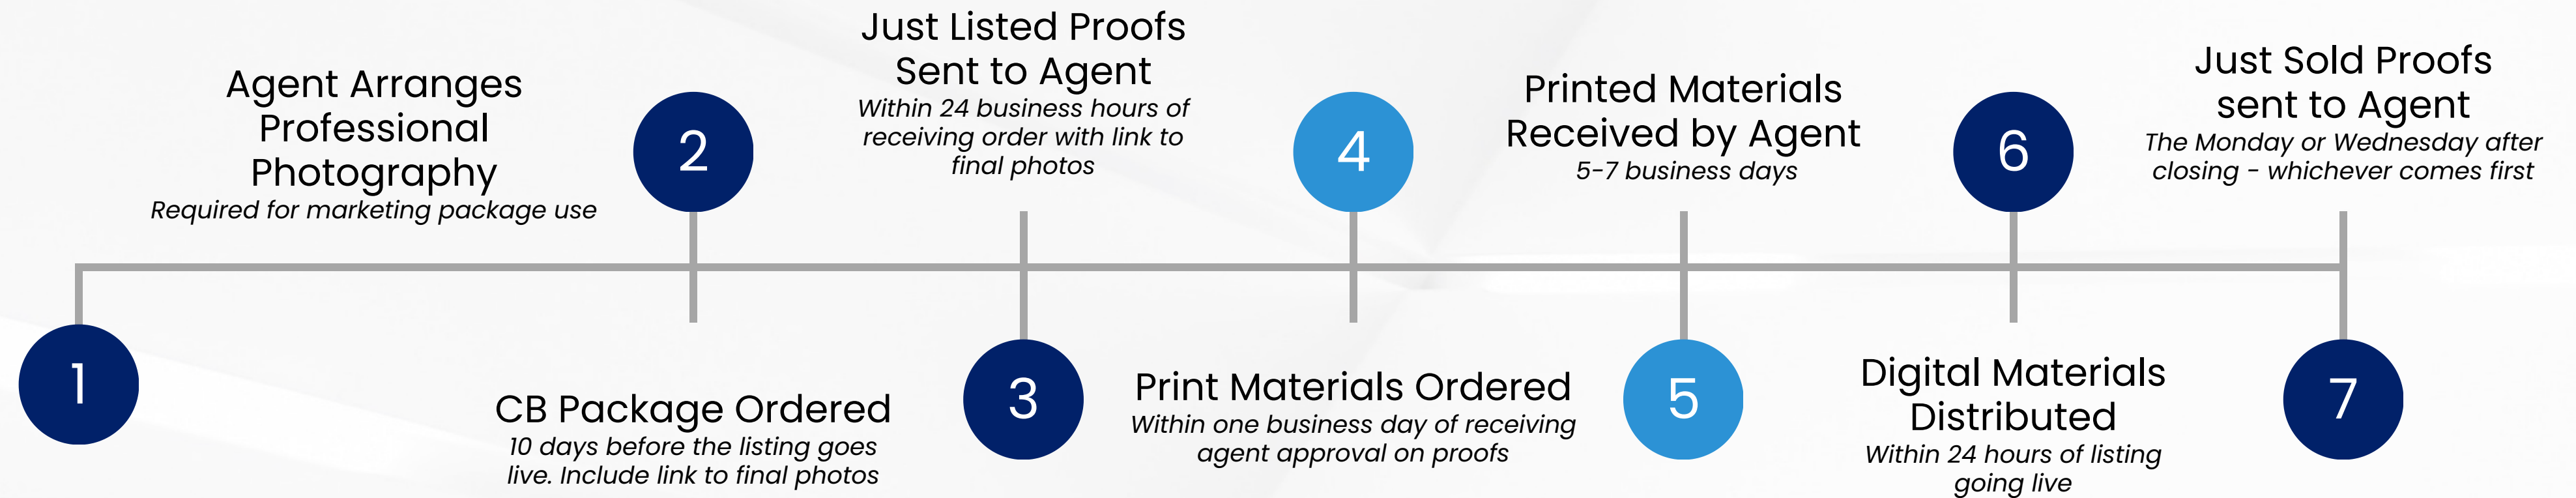 1
Agent Arranges
Professional
Photography
Required for marketing package use
2
CB Package Ordered
10 days before the listing goes
live. Include link to final photos
3
Just Listed Proofs
Sent to Agent
Within 24 business hours of
receiving order with link to
final photos
4
Print Materials Ordered
Within one business day of receiving
agent approval on proofs
5
Printed Materials
Received by Agent
5-7 business days
6
Digital Materials
Distributed
Within 24 hours of listing
going live
7
Just Sold Proofs
sent to Agent
The Monday or Wednesday after
closing - whichever comes first